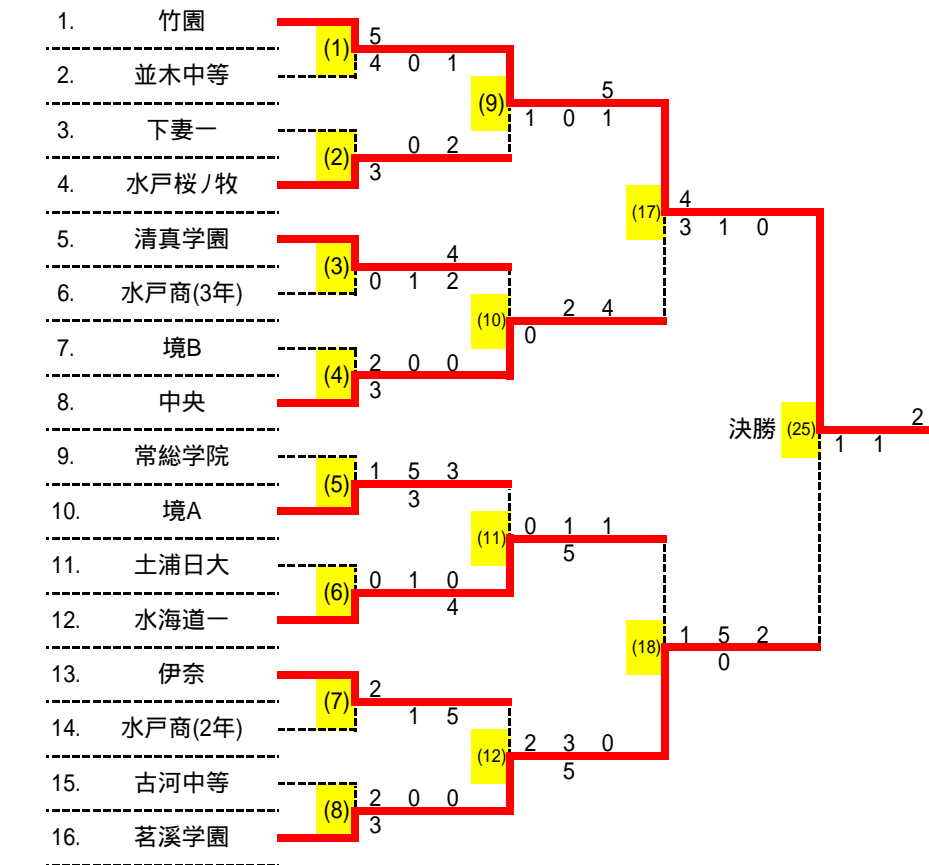 1. 竹園
(1)
5
4 0 1
2. 並木中等
(9)
5
1 0 1
3. 下妻一
(2)
0 2
3
4. 水戸桜ノ牧
(17)
4
3 1 0
5. 清真学園
(3)
4
0 1 2
6. 水戸商(3年)
(10)
2 4
0
7. 境B
(4)
2 0 0
3
8. 中央
決勝 (25)
2
1 1
9. 常総学院
(5)
1 5 3
3
10. 境A
(11)
0 1 1
5
11. 土浦日大
(6)
0 1 0
4
12. 水海道一
(18)
1 5 2
0
13. 伊奈
(7)
2
1 5
14. 水戸商(2年)
(12)
2 3 0
5
15. 古河中等
(8)
2 0 0
3
16. 茗溪学園